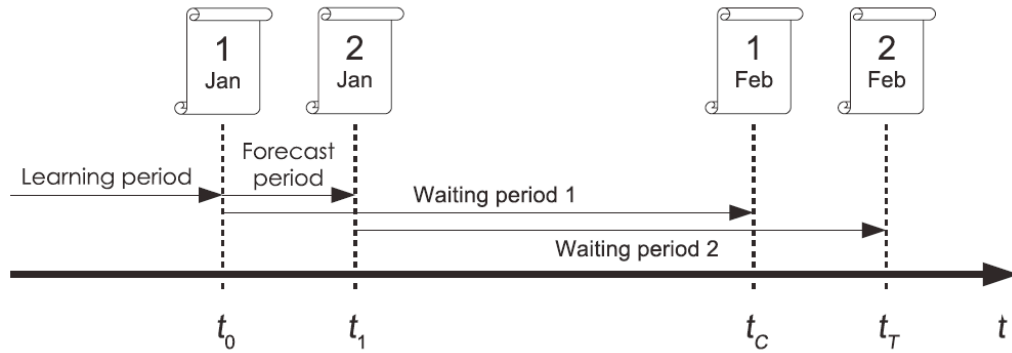 1
Jan
2
Jan
1
Feb
2
Feb
Learning period
Forecast
period
Waiting period 1
Waiting period 2
t0
t1
tC
tT
t